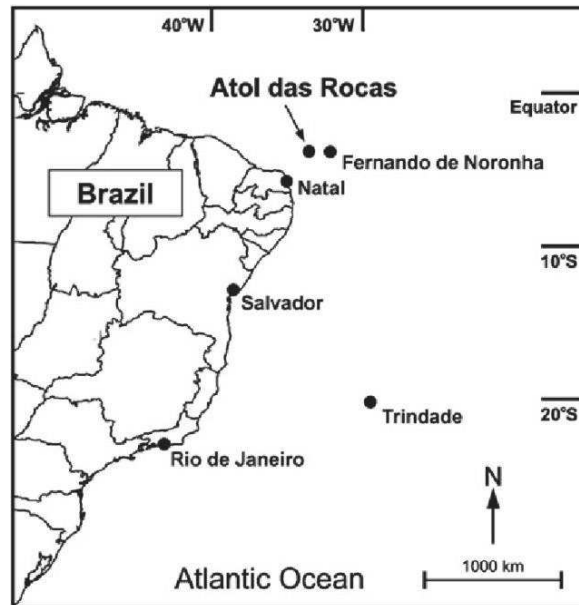 40°W
30°W
Atol das Rocas
Equator
Fernando de Noronha
Brazil
Natal
10°S
Salvador
Trindade
20°S
Rio de Janeiro
N
Atlantic Ocean
1000 km